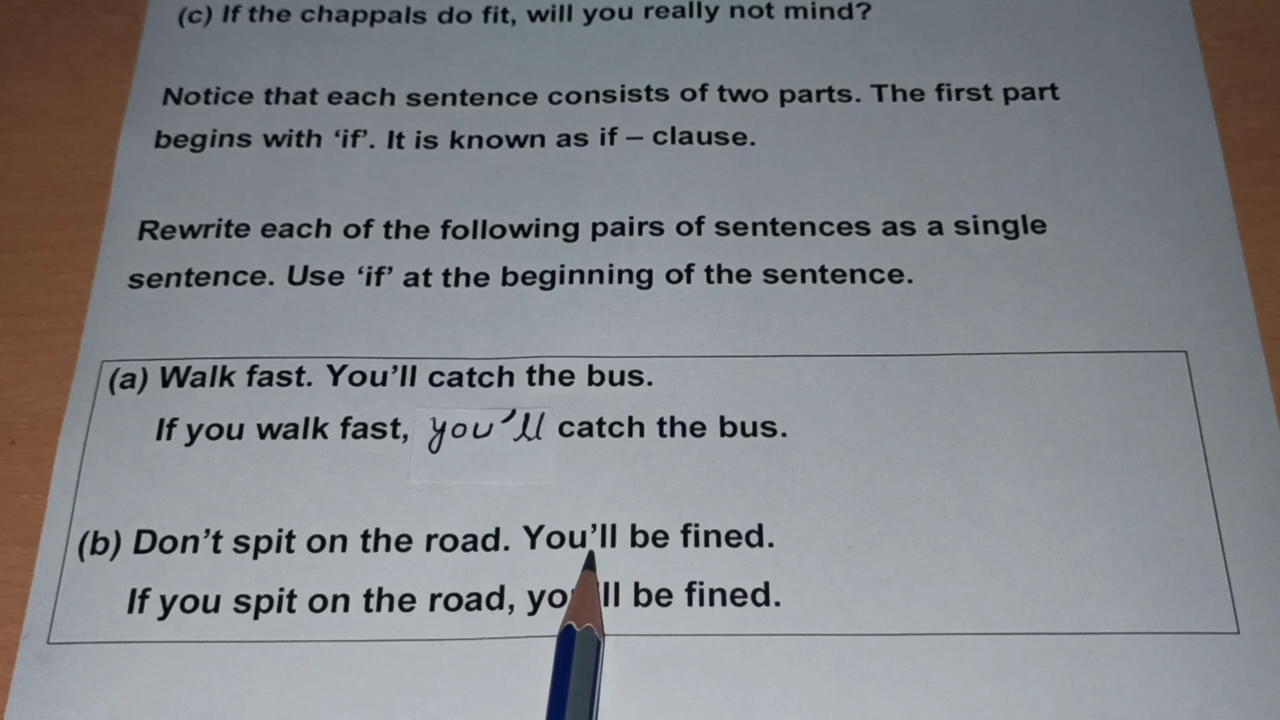 (c) If the chappals do fit, will you really not mind?
Notice that each sentence consists of two parts. The first part
begins with ‘if’. It is known as if – clause.
Rewrite each of the following pairs of sentences as a single
sentence. Use ‘if’ at the beginning of the sentence.
(a) Walk fast. You’ll catch the bus.
If you walk fast, you’ll catch the bus.
(b) Don’t spit on the road. You’ll be fined.
If you spit on the road, you’ll be fined.